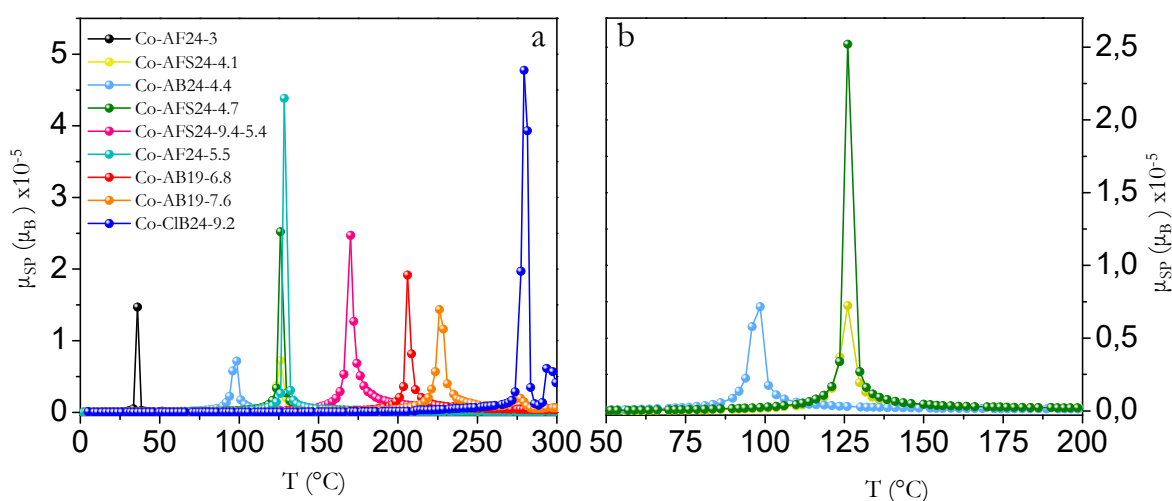 a
Co-AF24-3
Co-AFS24-4.1
Co-AB24-4.4
Co-AFS24-4.7
Co-AFS24-9.4-5.4
Co-AF24-5.5
Co-AB19-6.8
Co-AB19-7.6
Co-ClB24-9.2
5
4
3
2
1
0
μSP (μB) x10-5
0 50 100 150 200 250 300
T (°C)
b
2,5
2,0
1,5
1,0
0,5
0,0
μSP (μB) x10-5
50 75 100 125 150 175 200
T (°C)